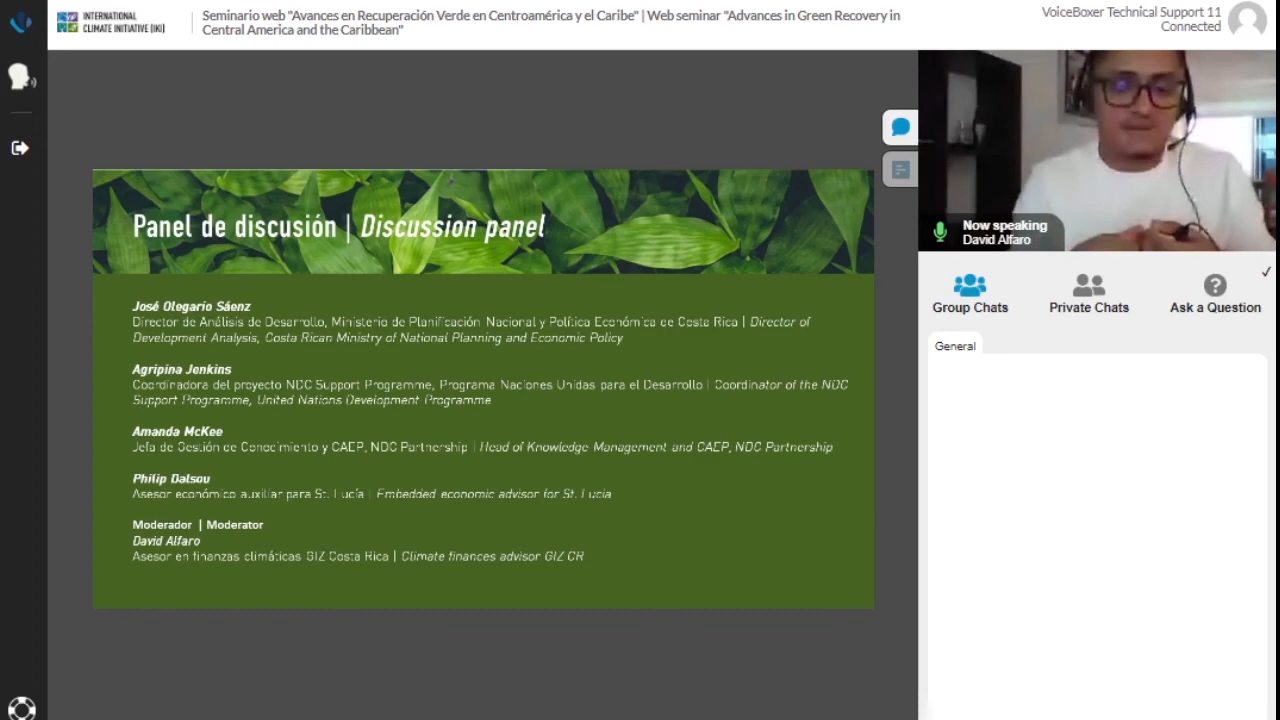 INTERNATIONAL
CLIMATE INITIATIVE (IKI)
Seminario web "Avances en Recuperación Verde en Centroamérica y el Caribe" | Web seminar "Advances in Green Recovery in
Central America and the Caribbean"
VoiceBoxer Technical Support 11
Connected
Panel de discusión | Discussion panel
José Olegario Sáenz
Director de Análisis de Desarrollo, Ministerio de Planificación Nacional y Política Económica de Costa Rica | Director of
Development Analysis, Costa Rican Ministry of National Planning and Economic Policy
Agripina Jenkins
Coordinadora del proyecto NDC Support Programme, Programa Naciones Unidas para el Desarrollo | Coordinator of the NDC
Support Programme, United Nations Development Programme
Amanda McKee
Jefa de Gestión de Conocimiento y CAEP, NDC Partnership | Head of Knowledge Management and CAEP, NDC Partnership
Philip Dalsou
Asesor económico auxiliar para St. Lucía | Embedded economic advisor for St. Lucia
Moderador | Moderator
David Alfaro
Asesor en finanzas climáticas GIZ Costa Rica | Climate finances advisor GIZ CR
Now speaking
David Alfaro
Group Chats
Private Chats
Ask a Question
General